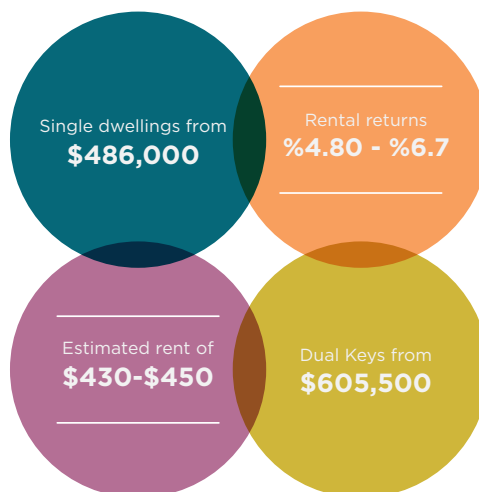 Single dwellings from
$486,000
Rental returns
%4.80 - %6.7
Estimated rent of
$430-$450
Dual Keys from
$605,500